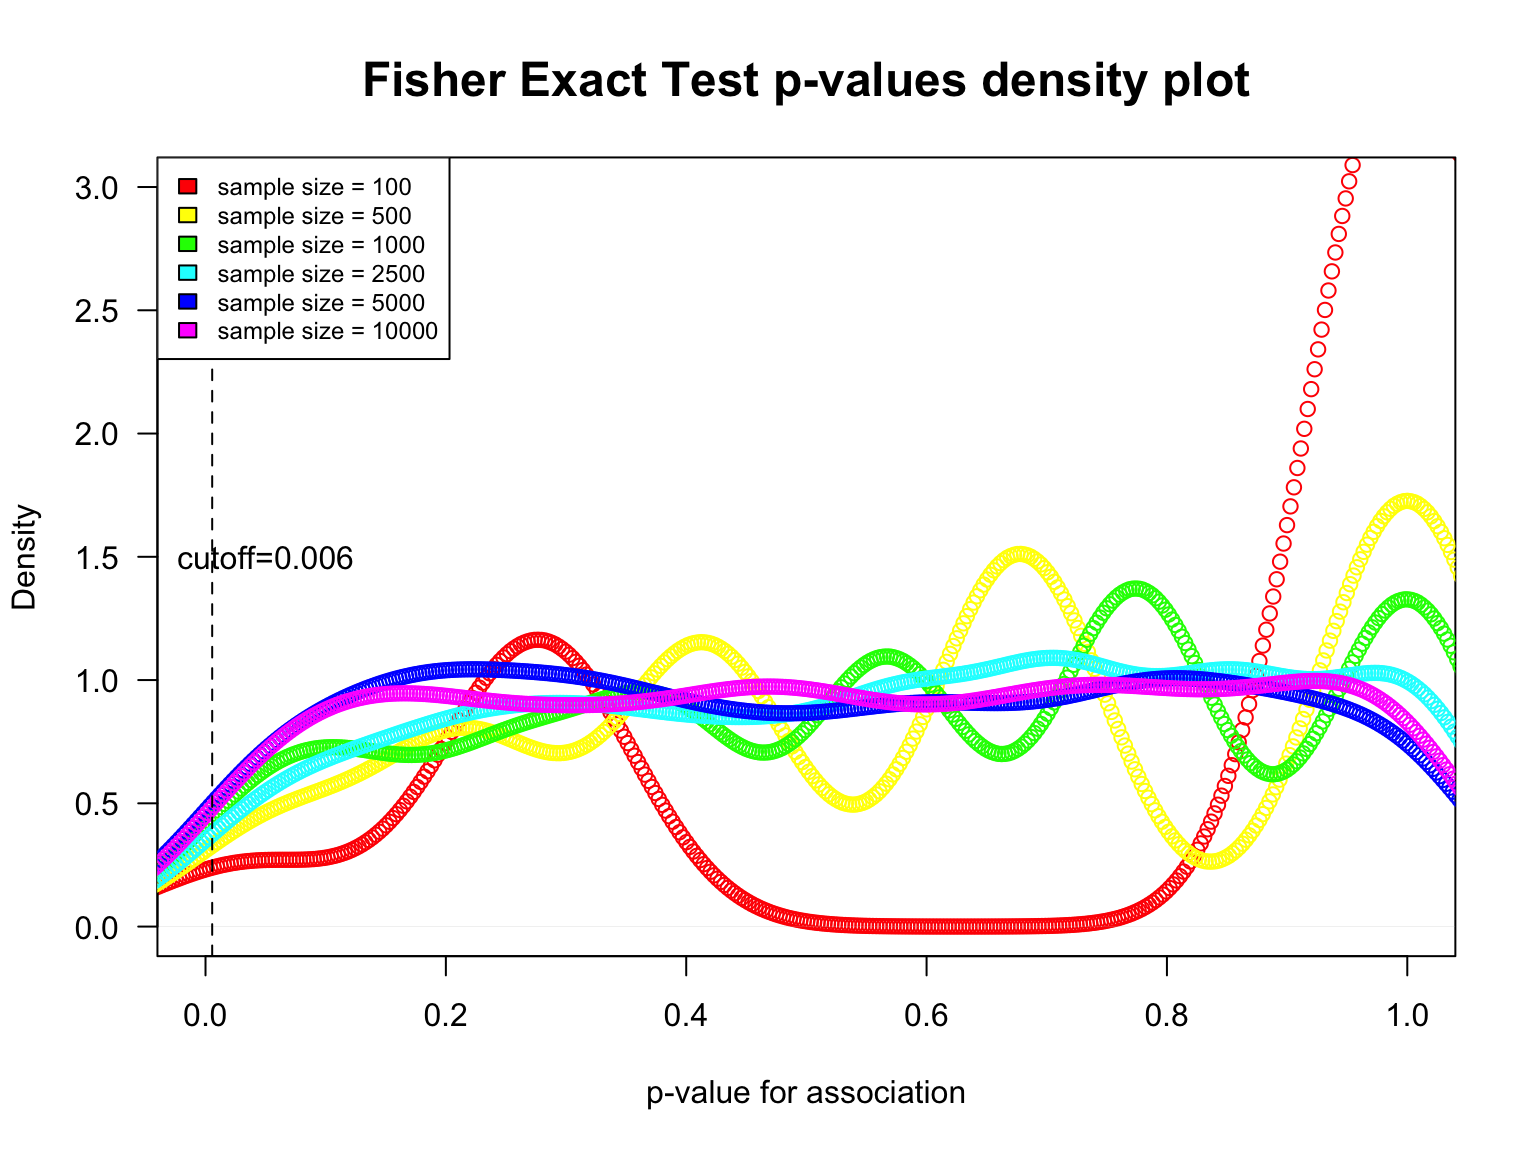 Fisher Exact Test p-values density plot
sample size = 100
sample size = 500
sample size = 1000
sample size = 2500
sample size = 5000
sample size = 10000
3.0
2.5
2.0
1.5
1.0
0.5
0.0
Density
cutoff=0.006
0.0 0.2 0.4 0.6 0.8 1.0
p-value for association